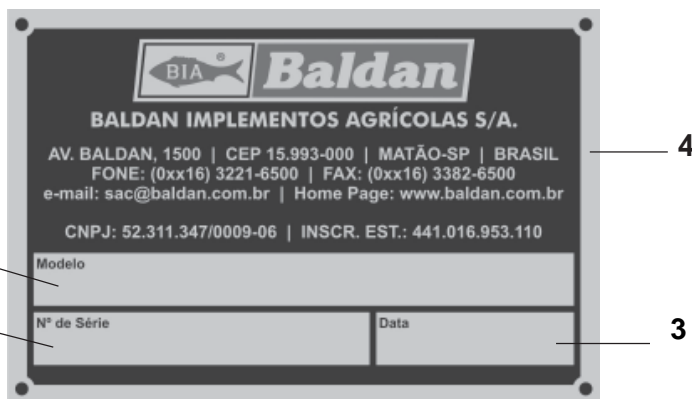 BIA ® Baldan
BALDAN IMPLEMENTOS AGRÍCOLAS S/A.
AV. BALDAN, 1500 | CEP 15.993-000 | MATÃO-SP | BRASIL
FONE: (0xx16) 3221-6500 | FAX: (0xx16) 3382-6500
e-mail: sac@baldan.com.br | Home Page: www.baldan.com.br
CNPJ: 52.311.347/0009-06 | INSCR. EST.: 441.016.953.110
Modelo
Nº de Série Data
4
3